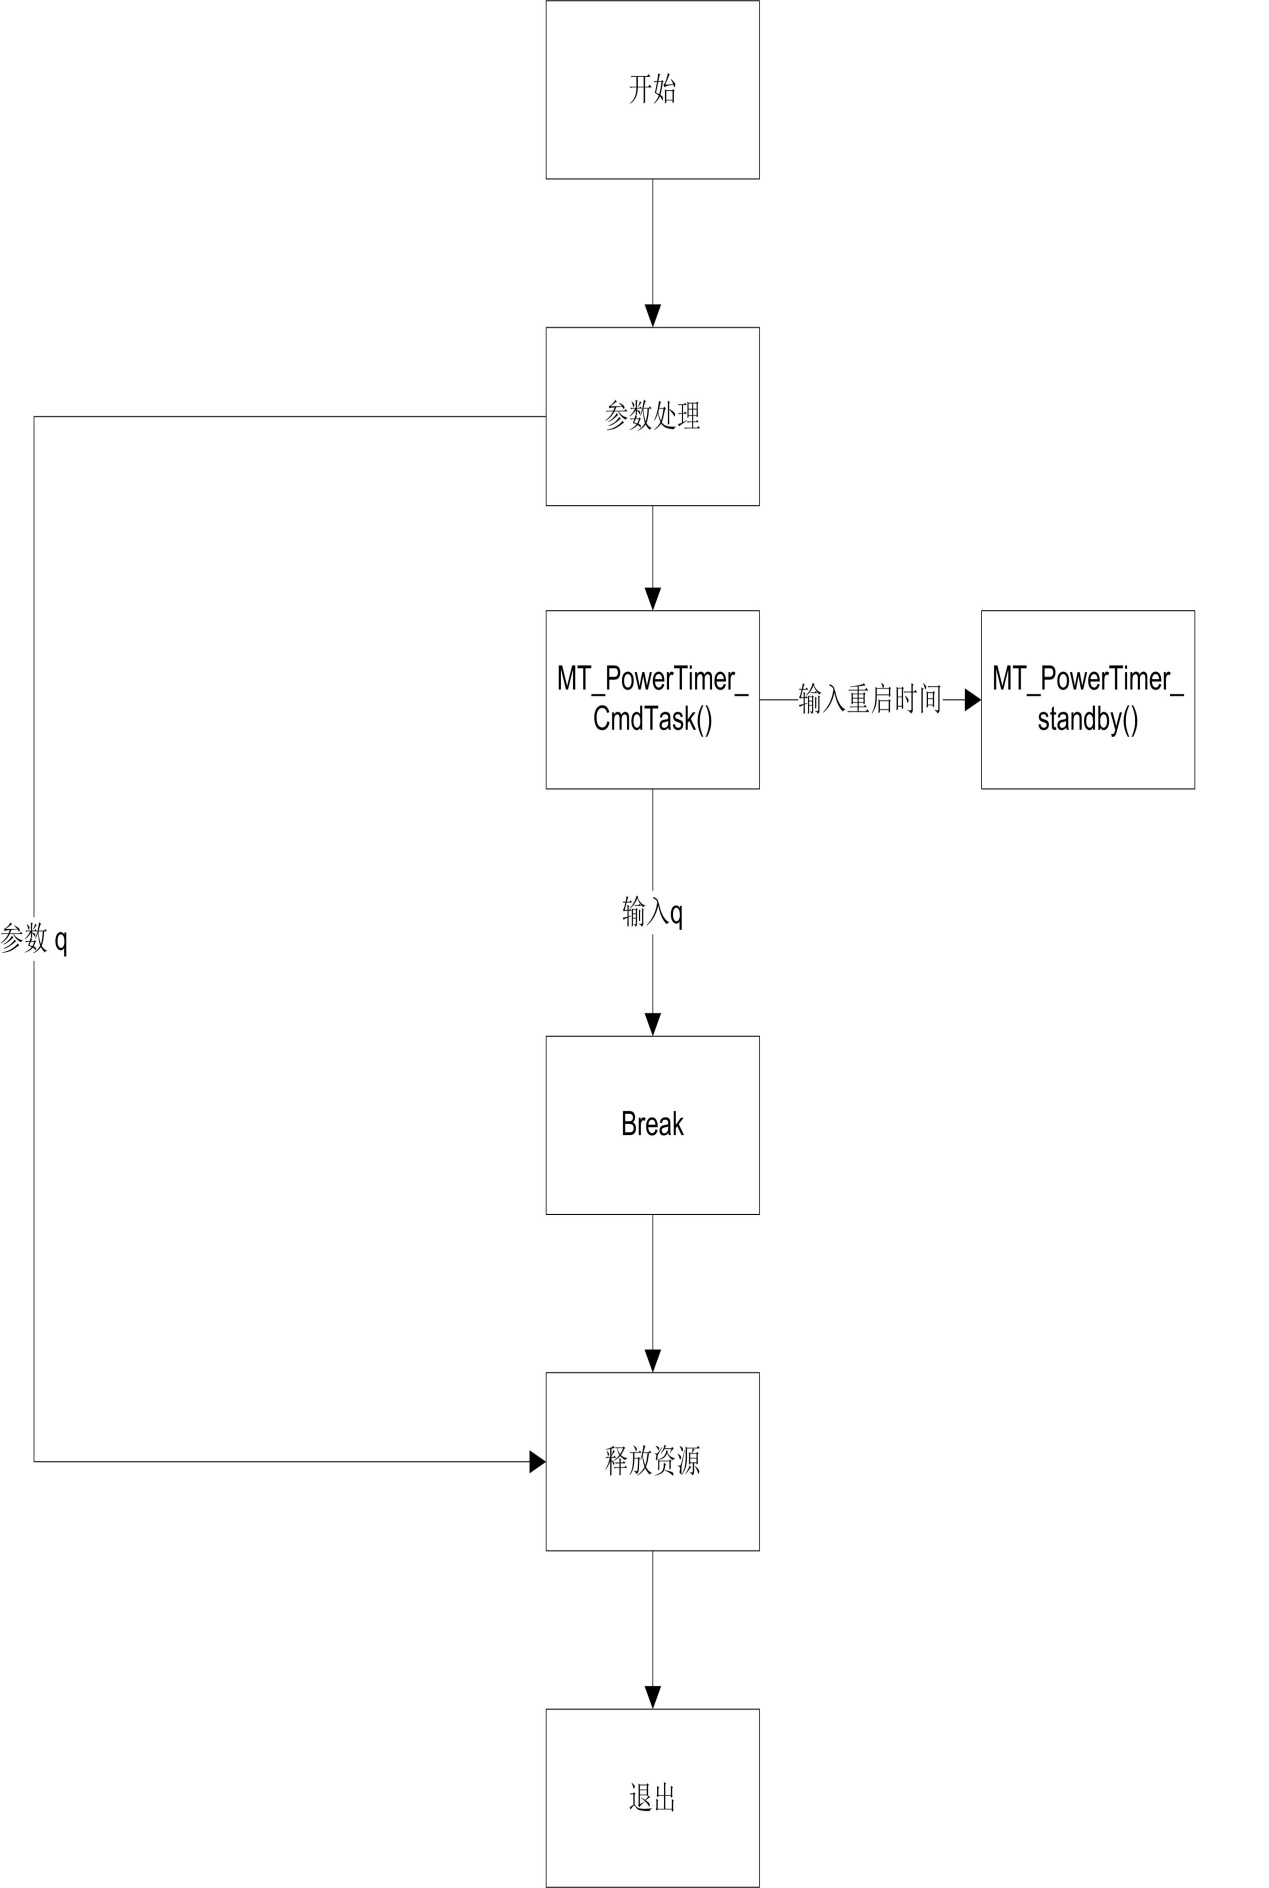 开始
参数处理
MT_PowerTimer_
CmdTask()
输入重启时间
MT_PowerTimer_
standby()
输入q
参数 q
Break
释放资源
退出